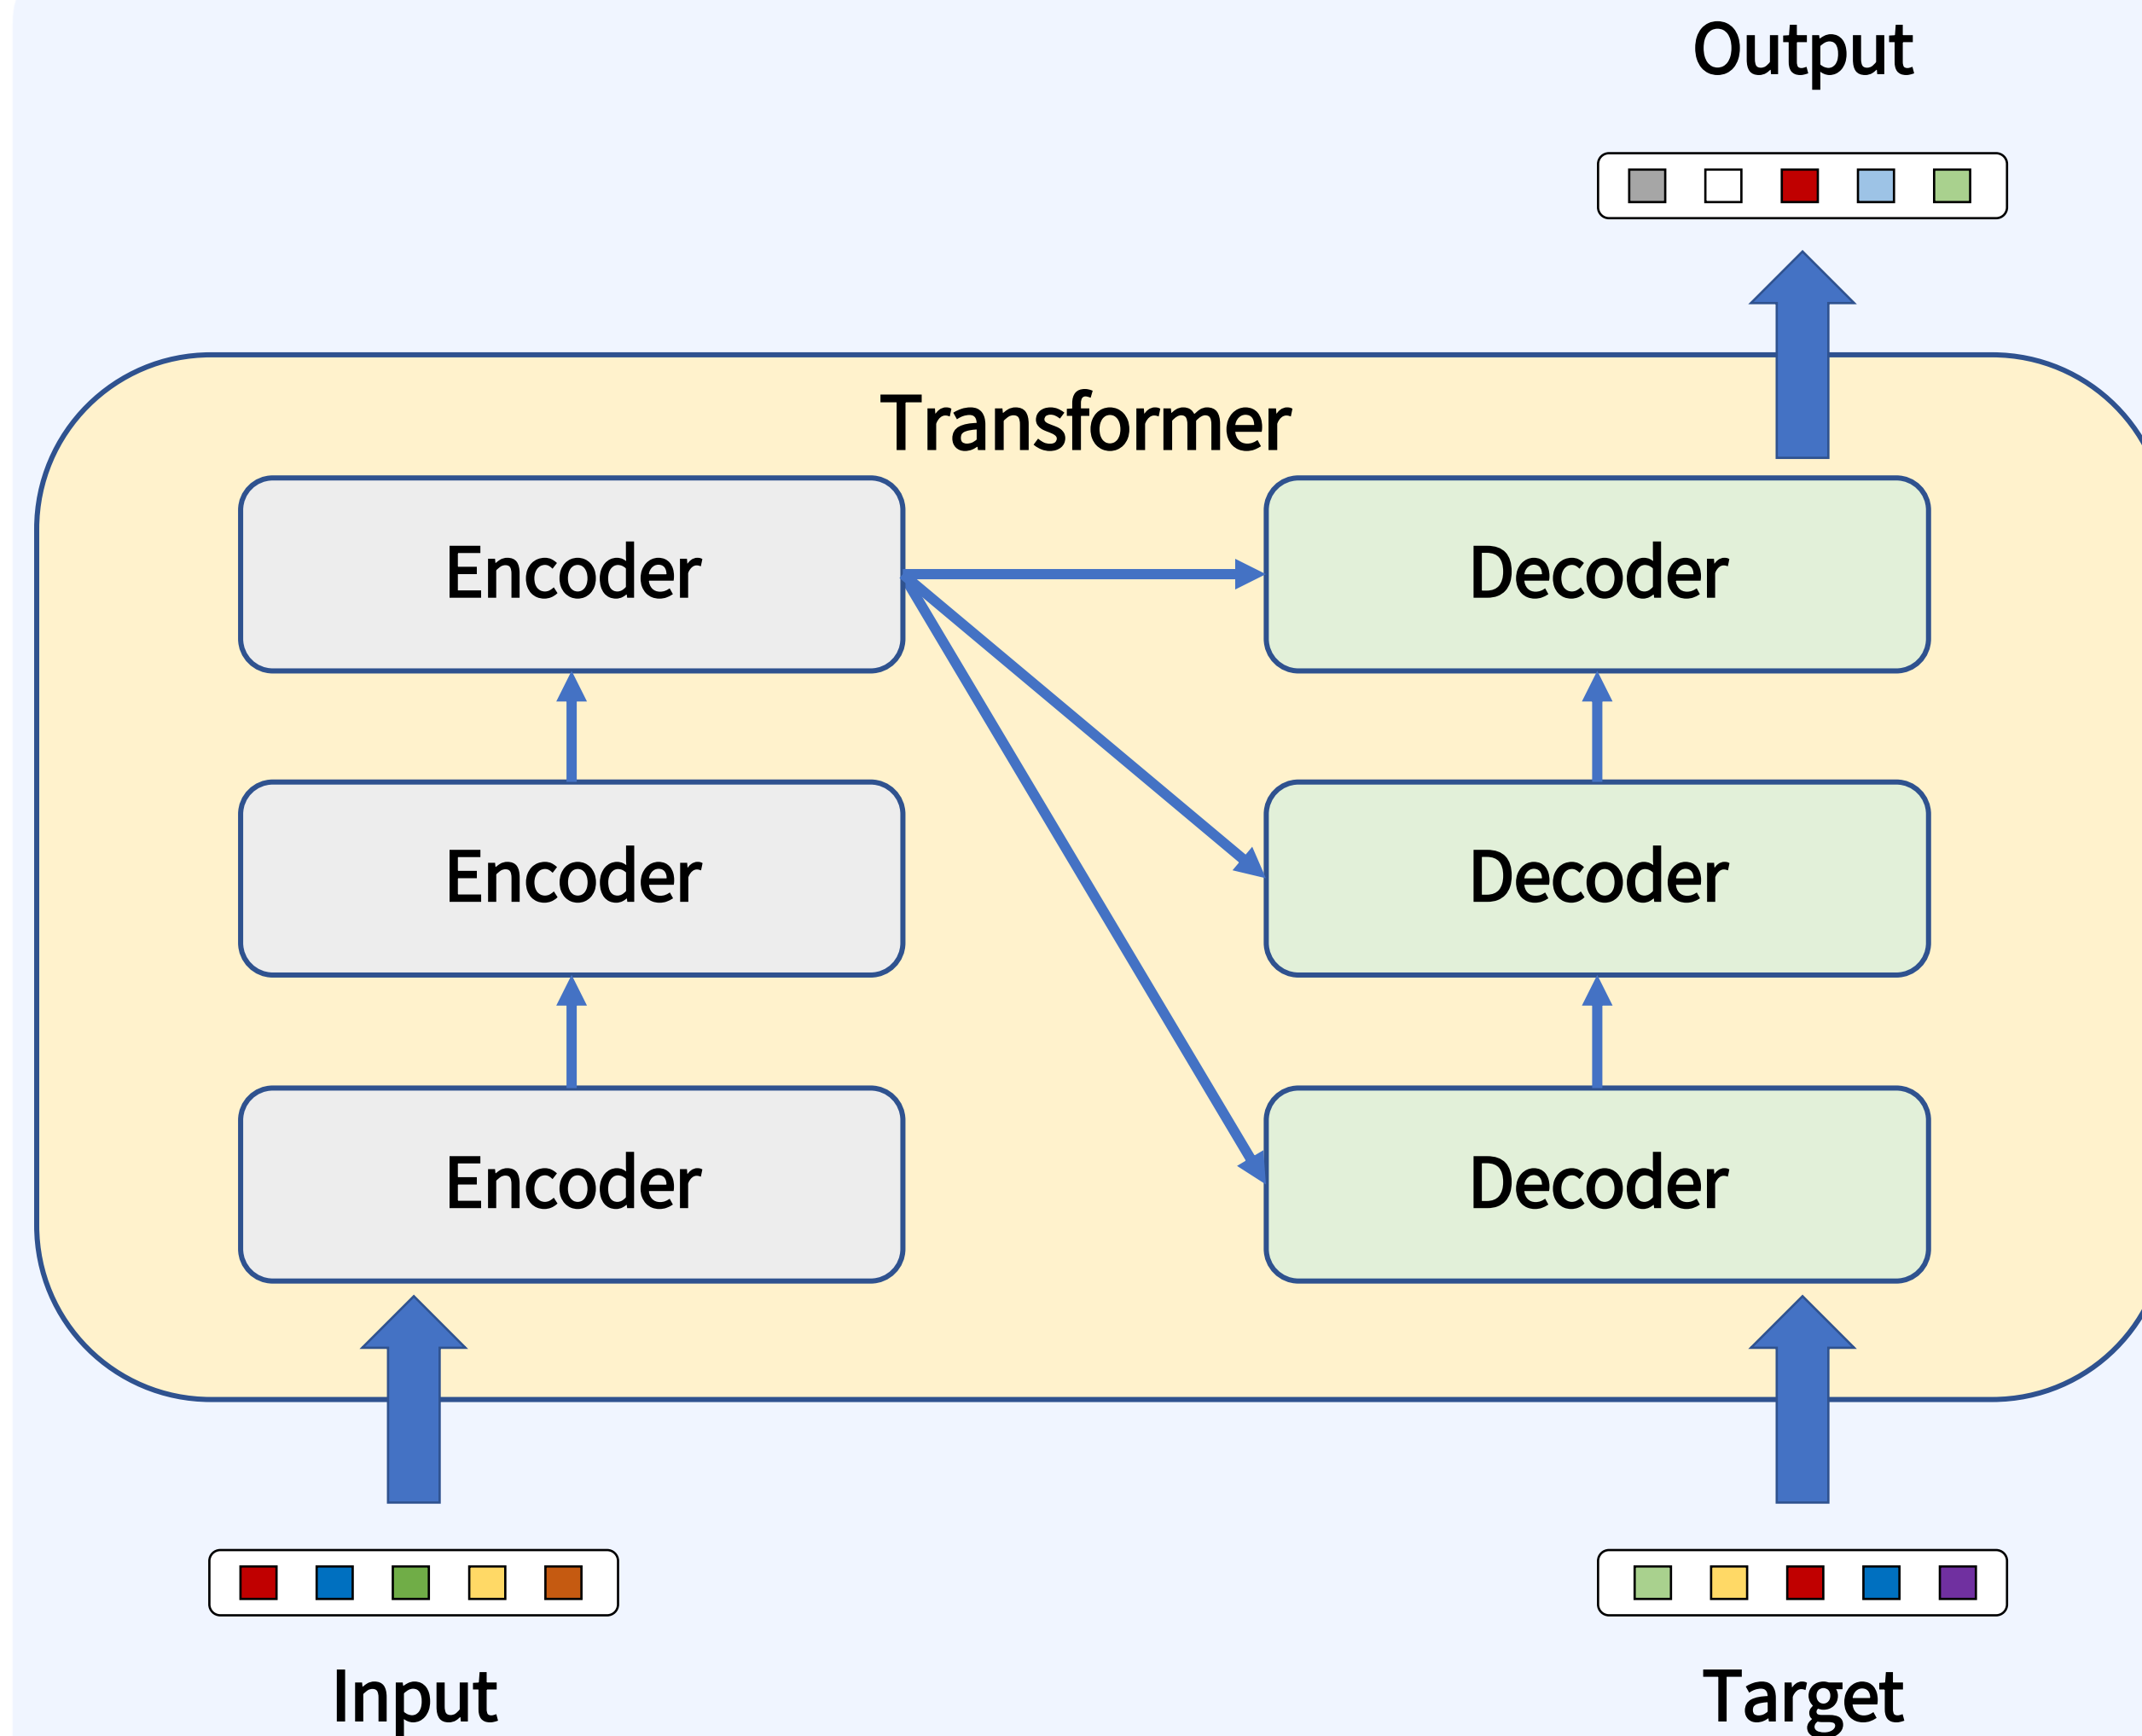 Output
Transformer
Encoder
Decoder
Encoder
Decoder
Encoder
Decoder
Input
Target